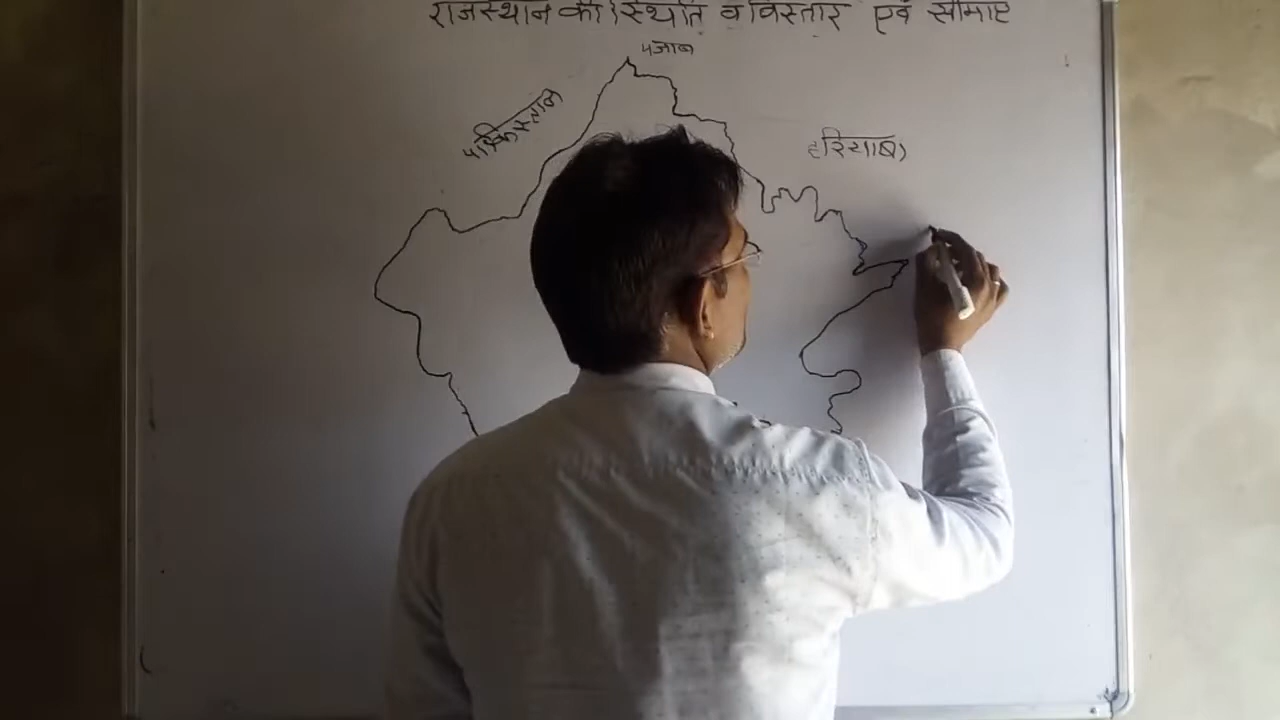 राजस्थान की स्थिति व विस्तार एवं सीमाएं
पंजाब
पाकिस्तान
हरियाणा